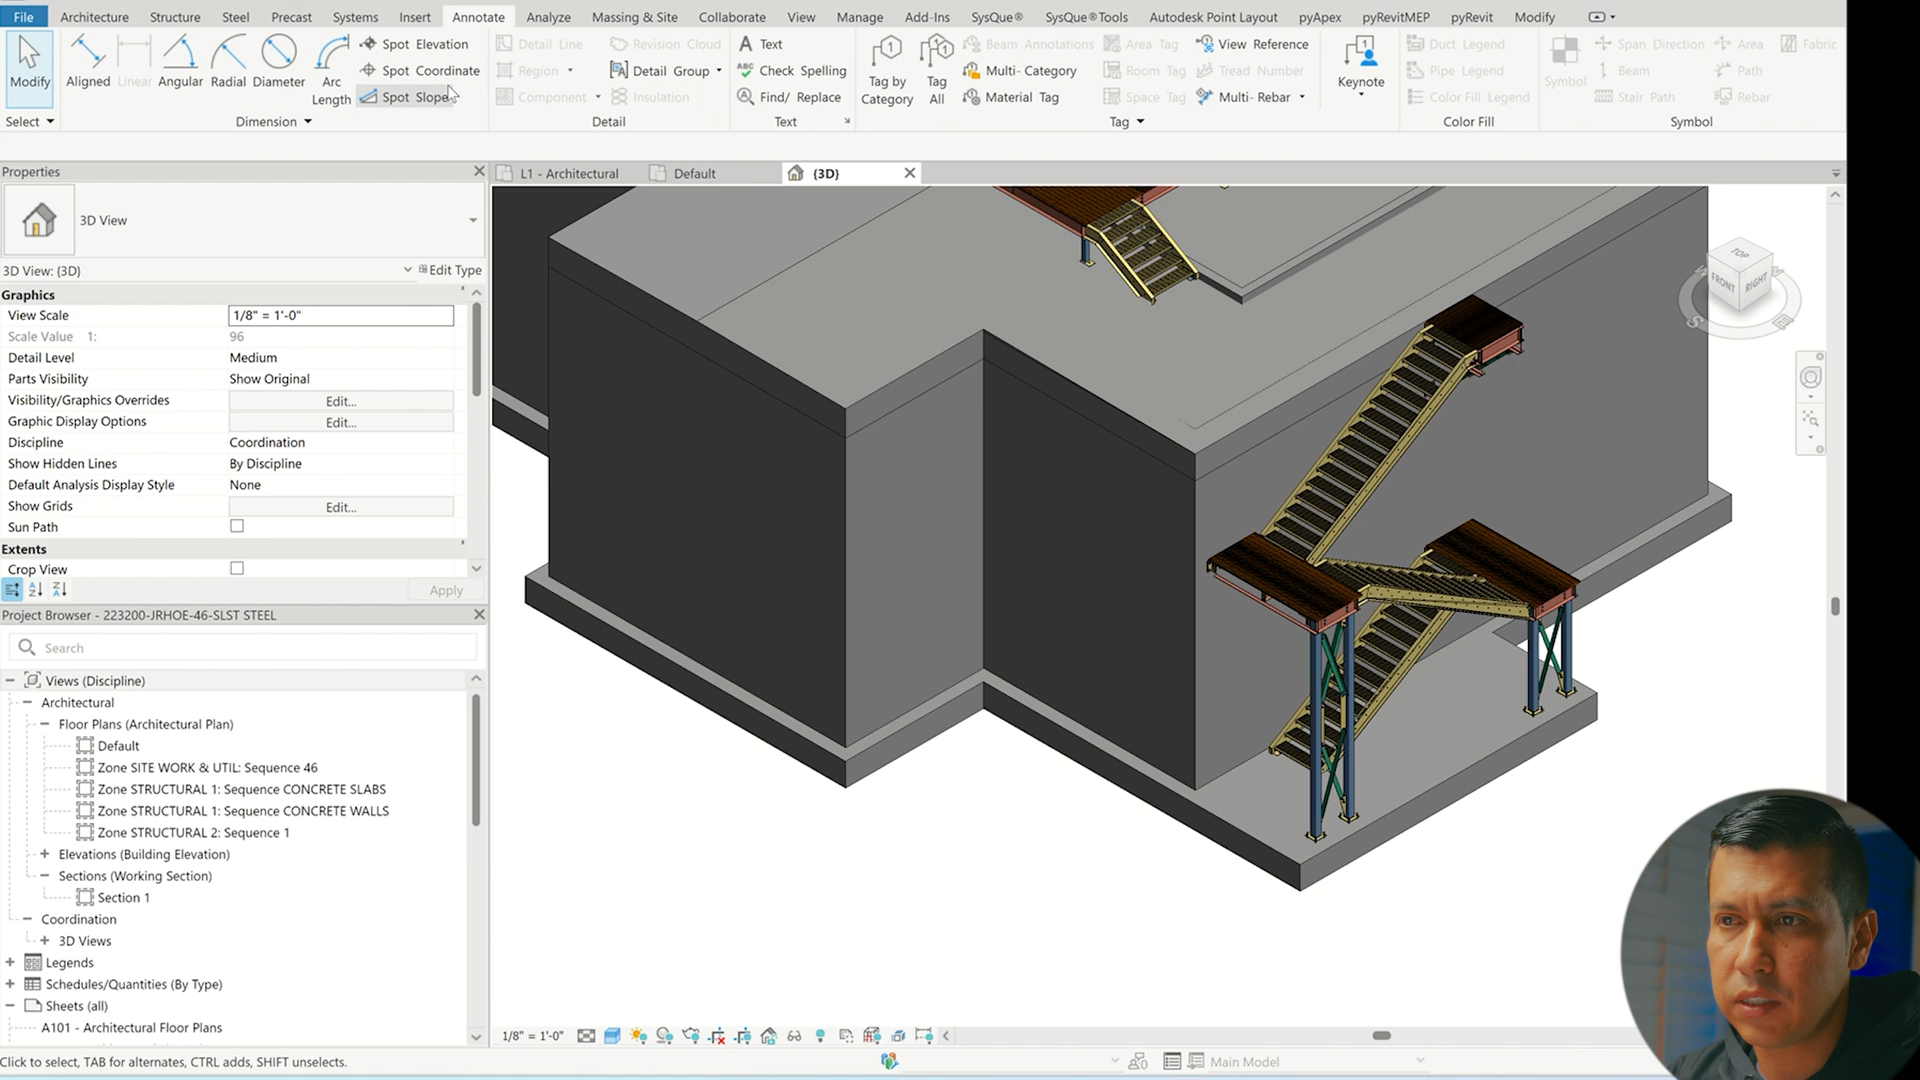 File Architecture Structure Steel Precast Systems Insert Annotate Analyze Massing & Site Collaborate View Manage Add-Ins SysQue® SysQue® Tools Autodesk Point Layout pyApex pyRevitMEP pyRevit Modify
Modify
Select
Aligned
Linear
Angular
Radial
Diameter
Arc
Length
Spot Elevation
Spot Coordinate
Spot Slope
Dimension
Detail Line
Region
Component
Revision Cloud
Detail Group
Insulation
Detail
Text
Check Spelling
Find/ Replace
Text
Tag by
Category
Tag
All
Beam Annotations
Multi- Category
Material Tag
Area Tag
Room Tag
Space Tag
View Reference
Tread Number
Multi- Rebar
Tag
Keynote
Duct Legend
Pipe Legend
Color Fill Legend
Color Fill
Symbol
Span Direction
Beam
Stair Path
Area
Path
Rebar
Fabric
Symbol
Properties
3D View
3D View: {3D}
Edit Type
Graphics
View Scale 1/8" = 1'-0"
Scale Value 1: 96
Detail Level Medium
Parts Visibility Show Original
Visibility/Graphics Overrides Edit...
Graphic Display Options Edit...
Discipline Coordination
Show Hidden Lines By Discipline
Default Analysis Display Style None
Show Grids Edit...
Sun Path
Extents
Crop View
Apply
Project Browser - 223200-JRHOE-46-SLST STEEL
Search
Views (Discipline)
Architectural
Floor Plans (Architectural Plan)
Default
Zone SITE WORK & UTIL: Sequence 46
Zone STRUCTURAL 1: Sequence CONCRETE SLABS
Zone STRUCTURAL 1: Sequence CONCRETE WALLS
Zone STRUCTURAL 2: Sequence 1
Elevations (Building Elevation)
Sections (Working Section)
Section 1
Coordination
3D Views
Legends
Schedules/Quantities (By Type)
Sheets (all)
A101 - Architectural Floor Plans
L1 - Architectural
Default
{3D}
TOP
FRONT
RIGHT
S
1/8" = 1'-0"
Click to select, TAB for alternates, CTRL adds, SHIFT unselects.
Main Model